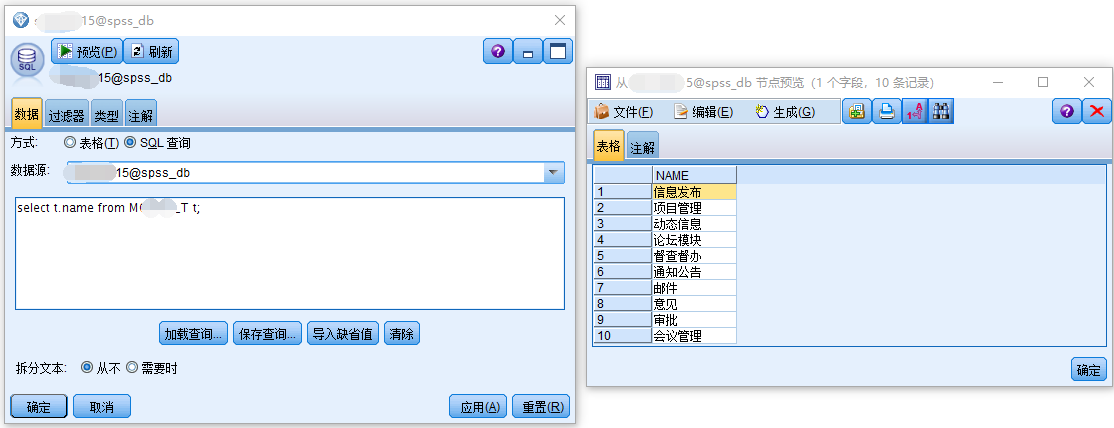 15@spss_db
预览(P)
刷新
SQL
15@spss_db
数据
过滤器
类型
注解
方式:
表格(T)
SQL 查询
数据源:
15@spss_db
select t.name from M
_T t;
加载查询...
保存查询...
导入缺省值
清除
拆分文本:
从不
需要时
确定
取消
应用(A)
重置(R)
从
5@spss_db 节点预览 (1 个字段, 10 条记录)
文件(F)
编辑(E)
生成(G)
表格
注解
NAME
1 信息发布
2 项目管理
3 动态信息
4 论坛模块
5 督查督办
6 通知公告
7 邮件
8 意见
9 审批
10 会议管理
确定